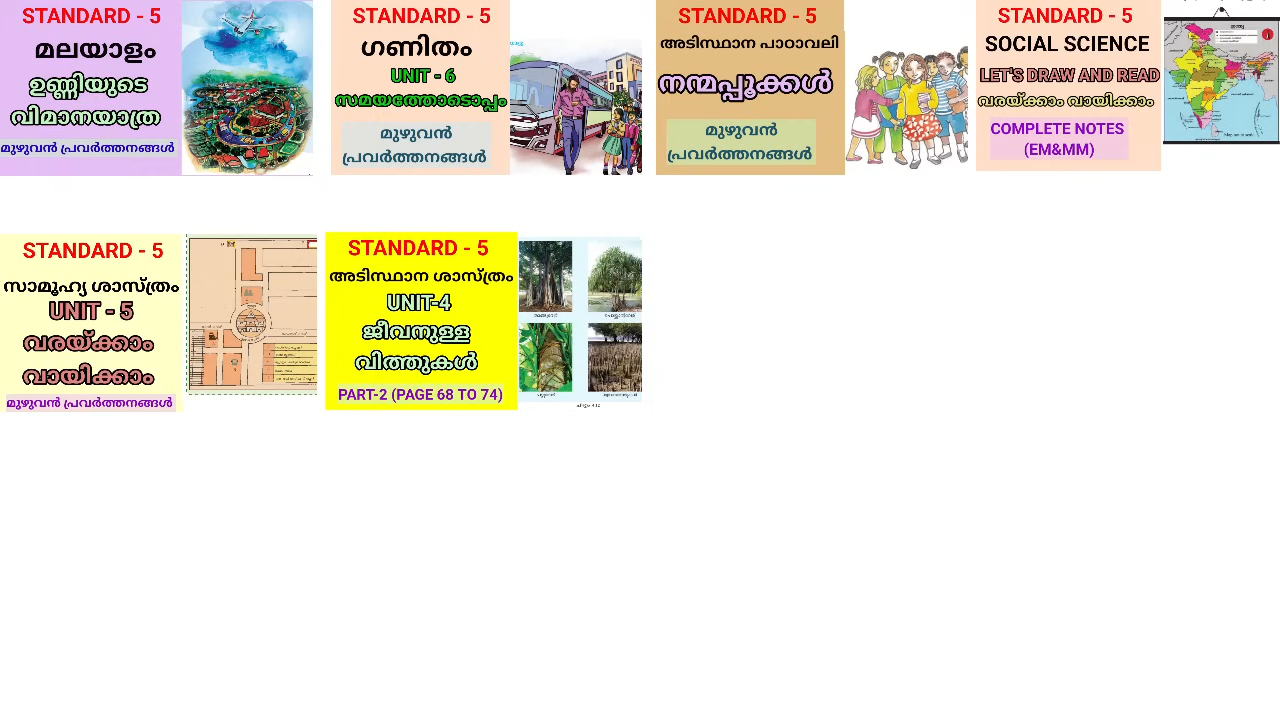 STANDARD - 5
മലയാളം
ഉണ്ണിയുടെ
വിമാനയാത്ര
മുഴുവൻ പ്രവർത്തനങ്ങൾ
STANDARD - 5
ഗണിതം
UNIT - 6
സമയത്തോടൊപ്പം
മുഴുവൻ
പ്രവർത്തനങ്ങൾ
STANDARD - 5
അടിസ്ഥാന പാഠാവലി
നന്മപ്പൂക്കൾ
മുഴുവൻ
പ്രവർത്തനങ്ങൾ
STANDARD - 5
SOCIAL SCIENCE
LET'S DRAW AND READ
വരയ്ക്കാം വായിക്കാം
COMPLETE NOTES
(EM&MM)
STANDARD - 5
സാമൂഹ്യ ശാസ്ത്രം
UNIT - 5
വരയ്ക്കാം
വായിക്കാം
മുഴുവൻ പ്രവർത്തനങ്ങൾ
STANDARD - 5
അടിസ്ഥാന ശാസ്ത്രം
UNIT-4
ജീവനുള്ള
വിത്തുകൾ
PART-2 (PAGE 68 TO 74)